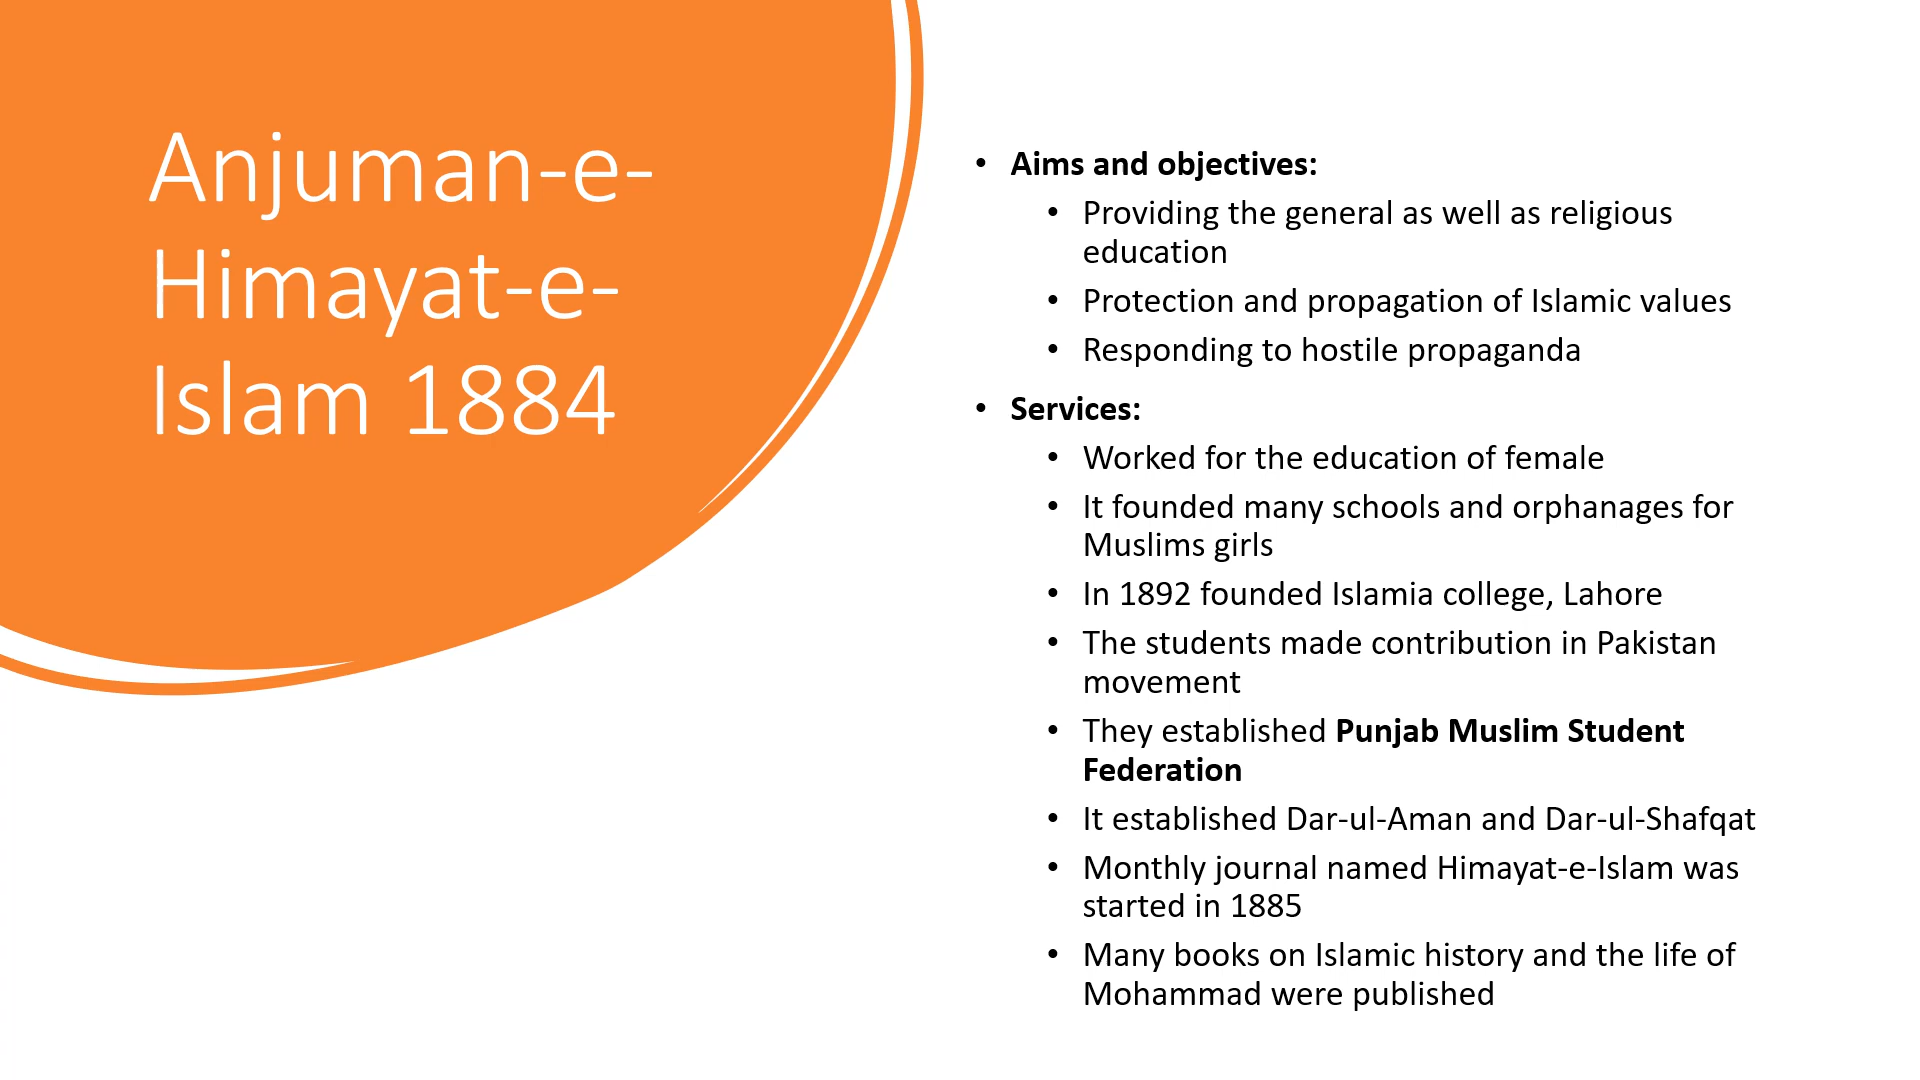 Anjuman-e-
Himayat-e-
Islam 1884
• Aims and objectives:
• Providing the general as well as religious
education
• Protection and propagation of Islamic values
• Responding to hostile propaganda
• Services:
• Worked for the education of female
• It founded many schools and orphanages for
Muslims girls
• In 1892 founded Islamia college, Lahore
• The students made contribution in Pakistan
movement
• They established Punjab Muslim Student
Federation
• It established Dar-ul-Aman and Dar-ul-Shafqat
• Monthly journal named Himayat-e-Islam was
started in 1885
• Many books on Islamic history and the life of
Mohammad were published